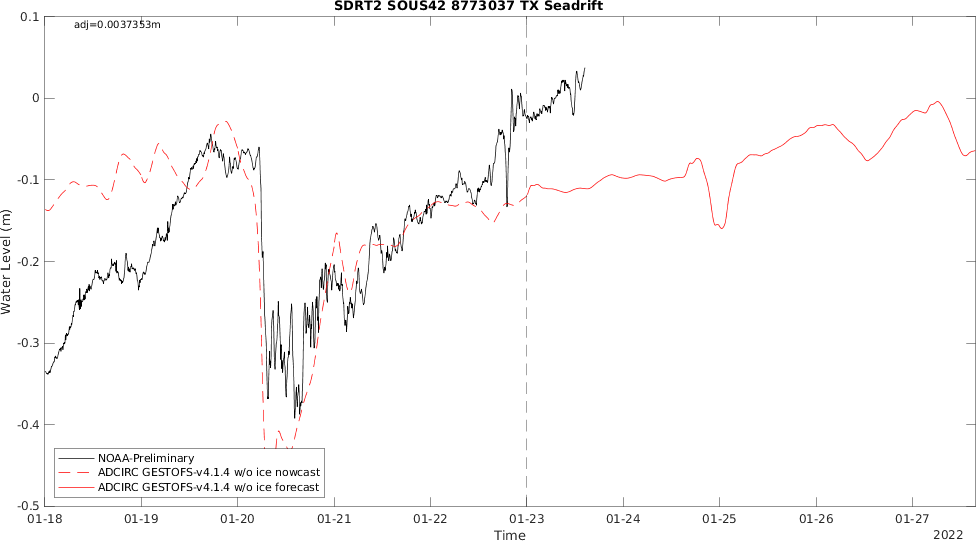 SDRT2 SOUS42 8773037 TX Seadrift
adj=0.0037353m
0.1
0
-0.1
-0.2
-0.3
-0.4
-0.5
Water Level (m)
NOAA-Preliminary
ADCIRC GESTOFS-v4.1.4 w/o ice nowcast
ADCIRC GESTOFS-v4.1.4 w/o ice forecast
01-18 01-19 01-20 01-21 01-22 01-23 01-24 01-25 01-26 01-27
Time
2022